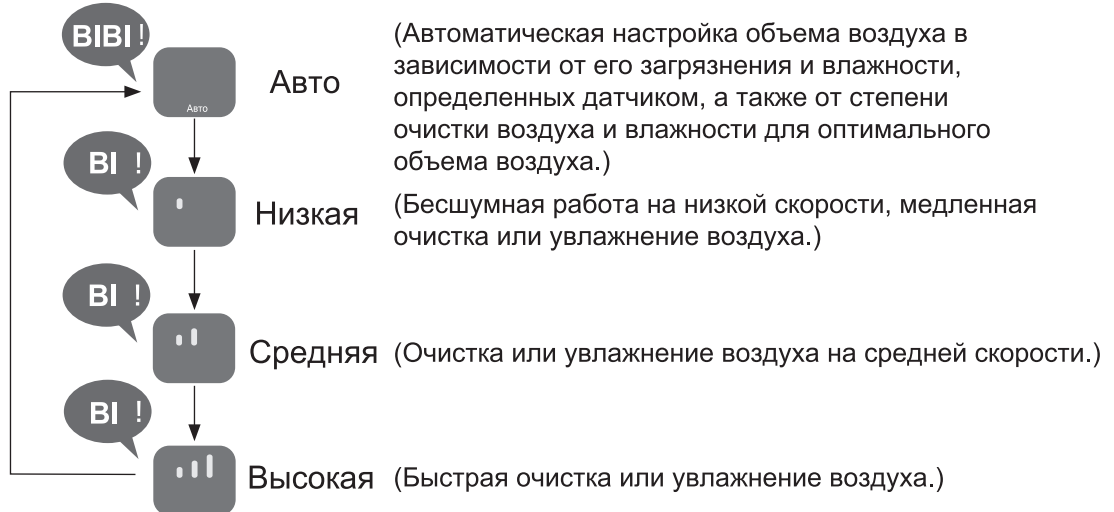 BIBI !
Авто
Авто
(Автоматическая настройка объема воздуха в
зависимости от его загрязнения и влажности,
определенных датчиком, а также от степени
очистки воздуха и влажности для оптимального
объема воздуха.)
BI !
Низкая
(Бесшумная работа на низкой скорости, медленная
очистка или увлажнение воздуха.)
BI !
Средняя (Очистка или увлажнение воздуха на средней скорости.)
BI !
Высокая (Быстрая очистка или увлажнение воздуха.)